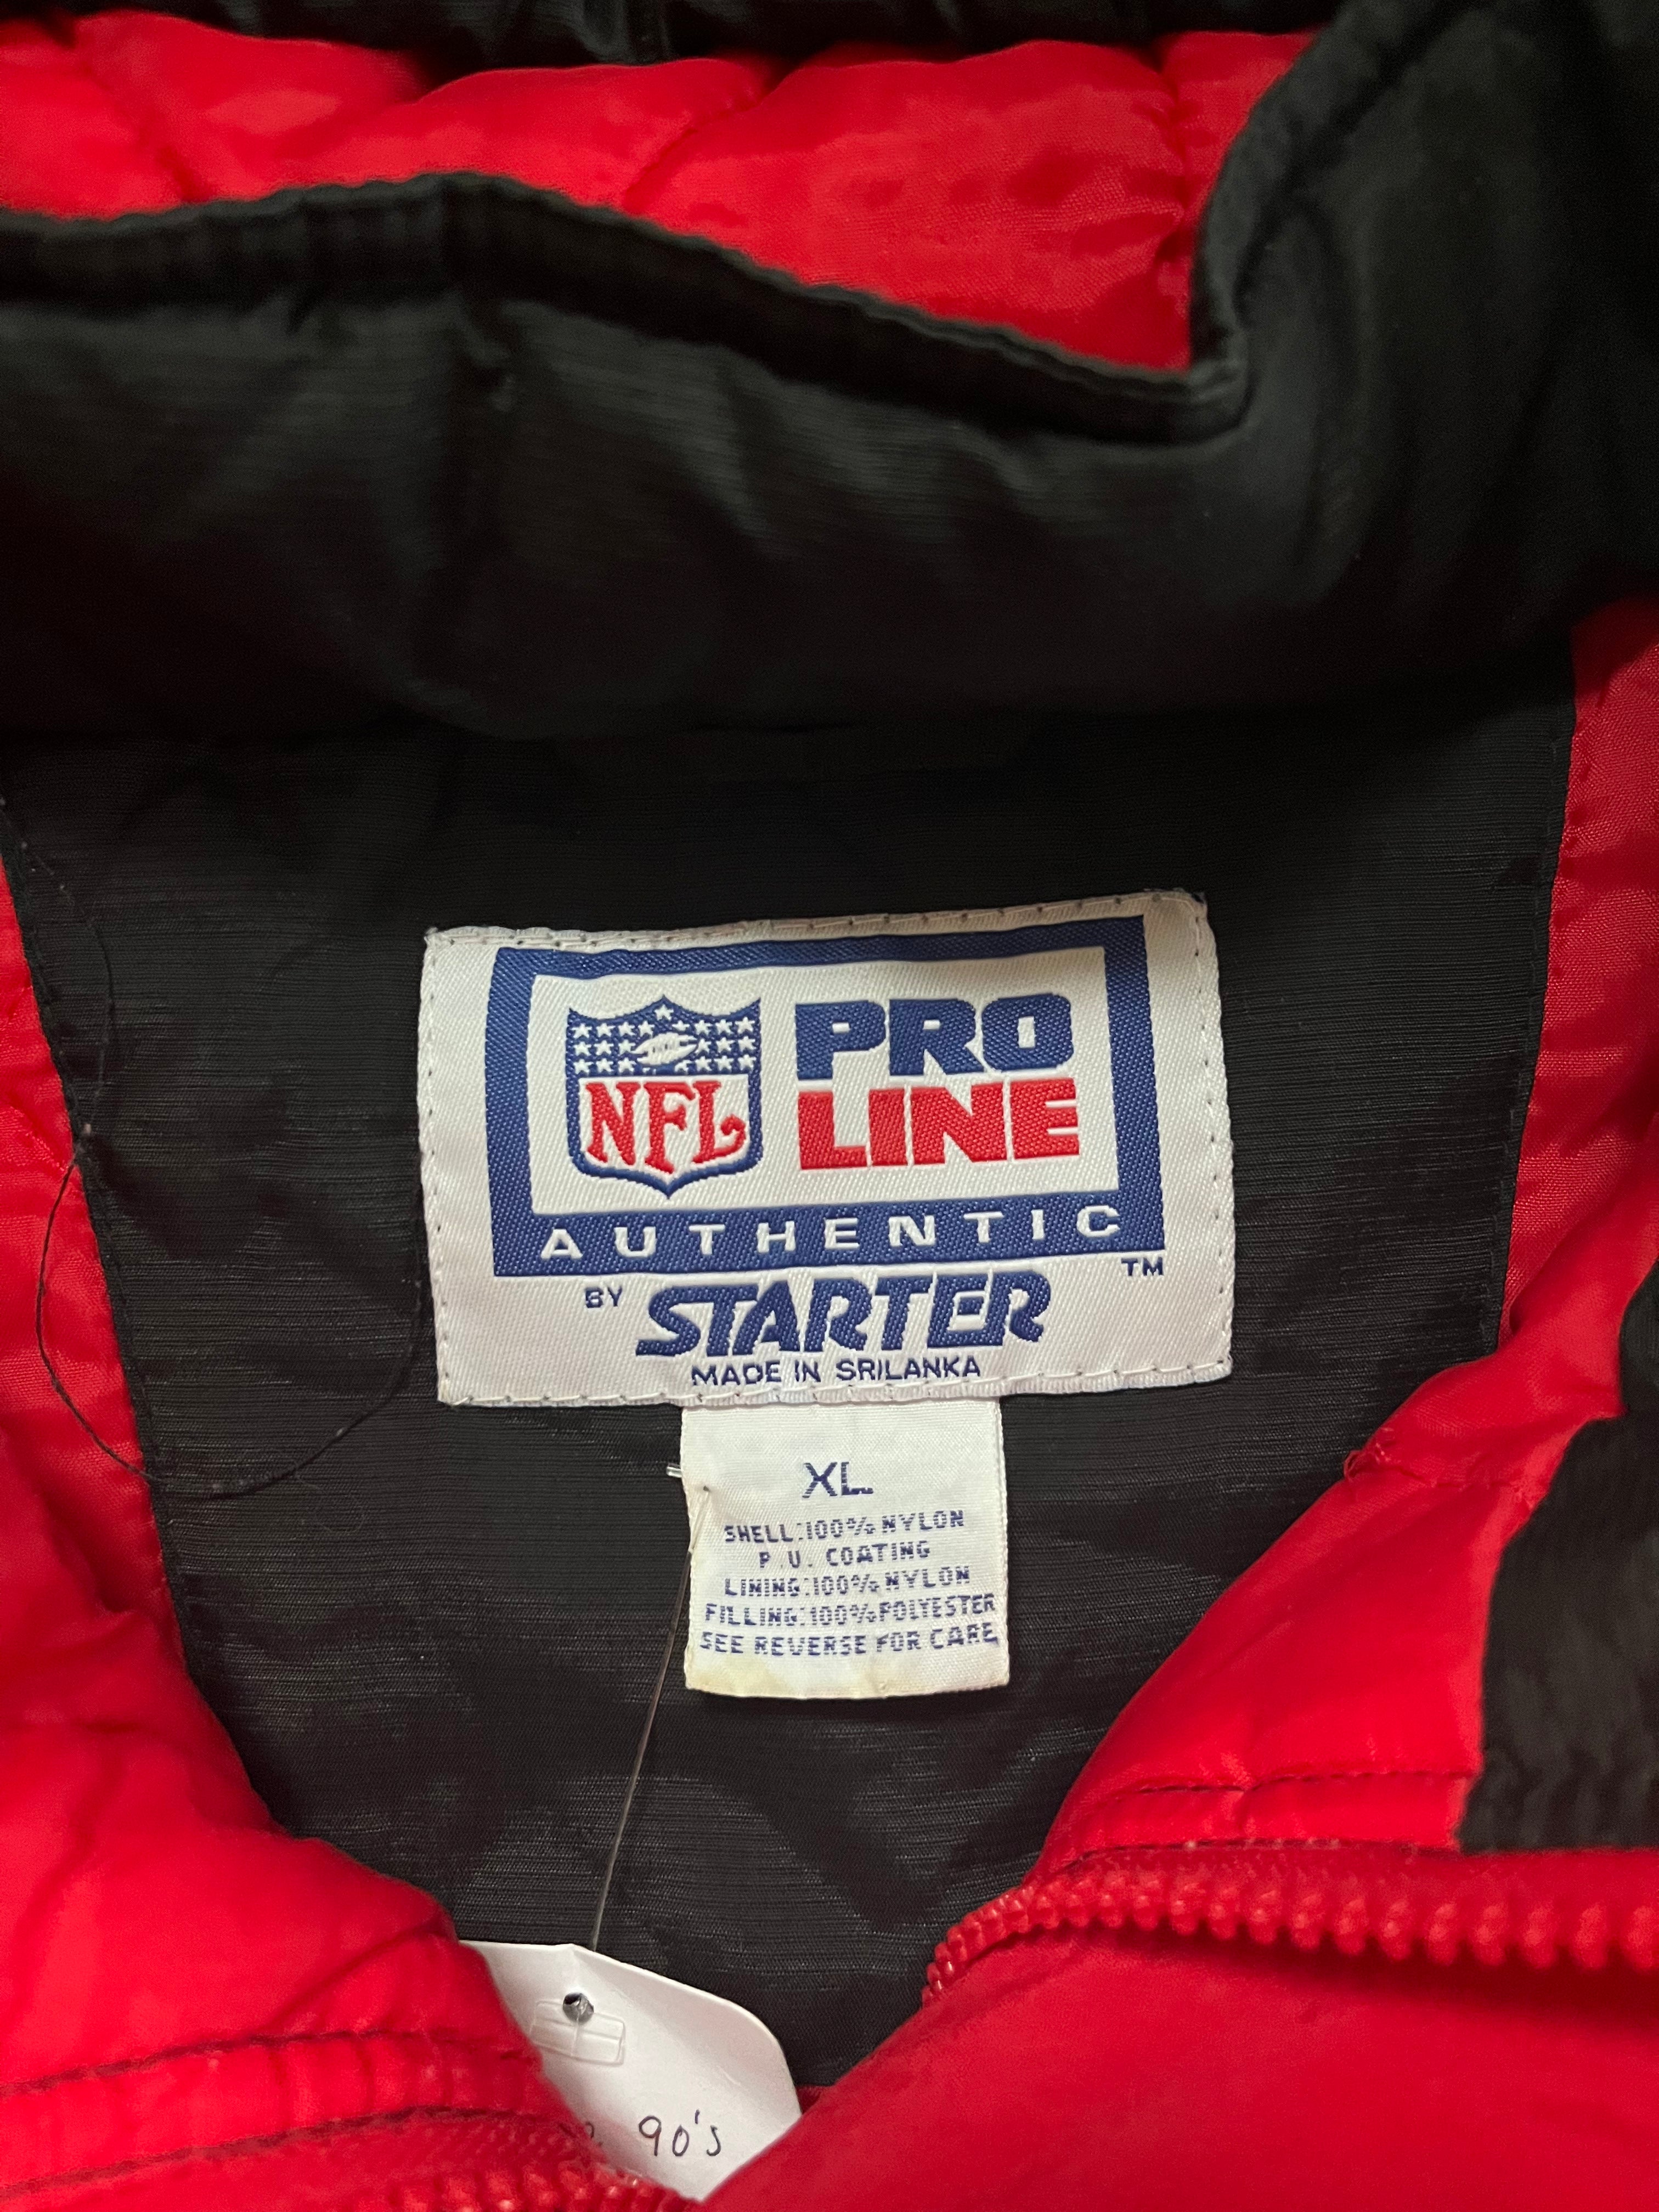 NFL
PRO
LINE
AUTHENTIC
™
BY STARTER
MADE IN SRILANKA
XL
SHELL:100% NYLON
P.U. COATING
LINING:100% NYLON
FILLING:100% POLYESTER
SEE REVERSE FOR CARE
90's